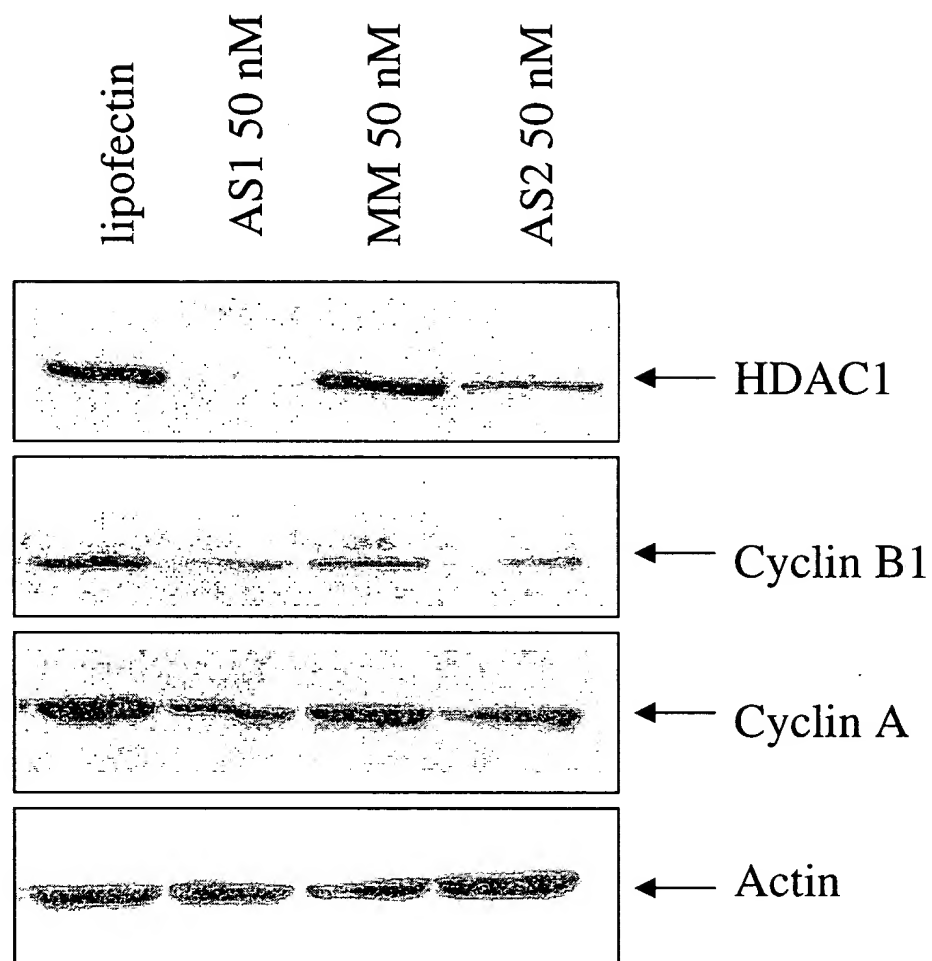 lipofectin
AS1 50 nM
MM 50 nM
AS2 50 nM
HDAC1
Cyclin B1
Cyclin A
Actin